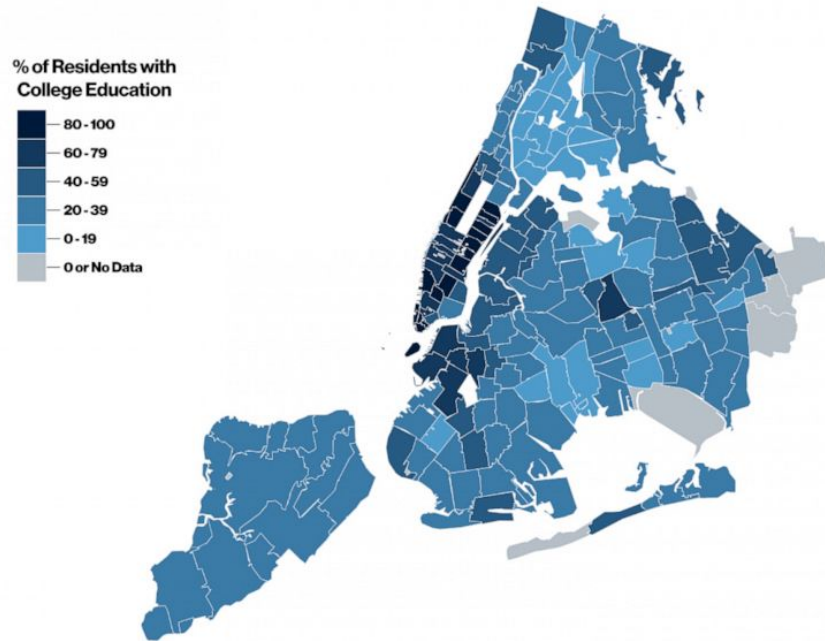 % of Residents with
College Education
80 - 100
60 - 79
40 - 59
20 - 39
0 - 19
0 or No Data